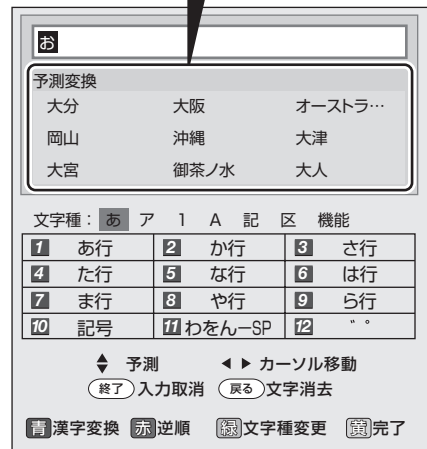 お
予測変換
大分 大阪 オーストラ…
岡山 沖縄 大津
大宮 御茶ノ水 大人
文字種: あ ア 1 A 記 区 機能
1 あ行 2 か行 3 さ行
4 た行 5 な行 6 は行
7 ま行 8 や行 9 ら行
10 記号 11 わをんーSP 12 ゛゜
予測 カーソル移動
終了 入力取消 戻る 文字消去
青 漢字変換 赤 逆順 緑 文字種変更 黄 完了